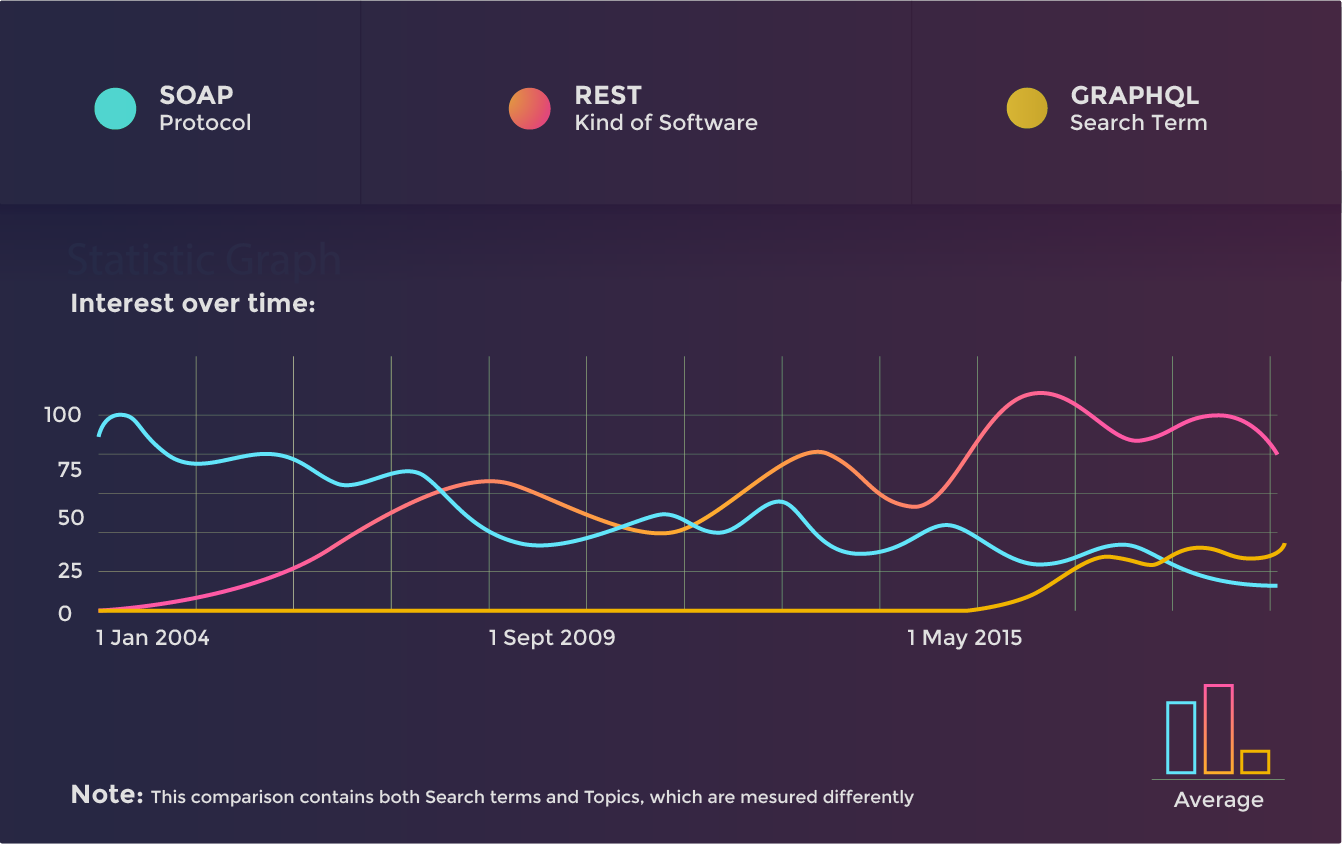 SOAP
Protocol
REST
Kind of Software
GRAPHQL
Search Term
Statistic Graph
Interest over time:
100
75
50
25
0
1 Jan 2004
1 Sept 2009
1 May 2015
Average
Note: This comparison contains both Search terms and Topics, which are mesured differently